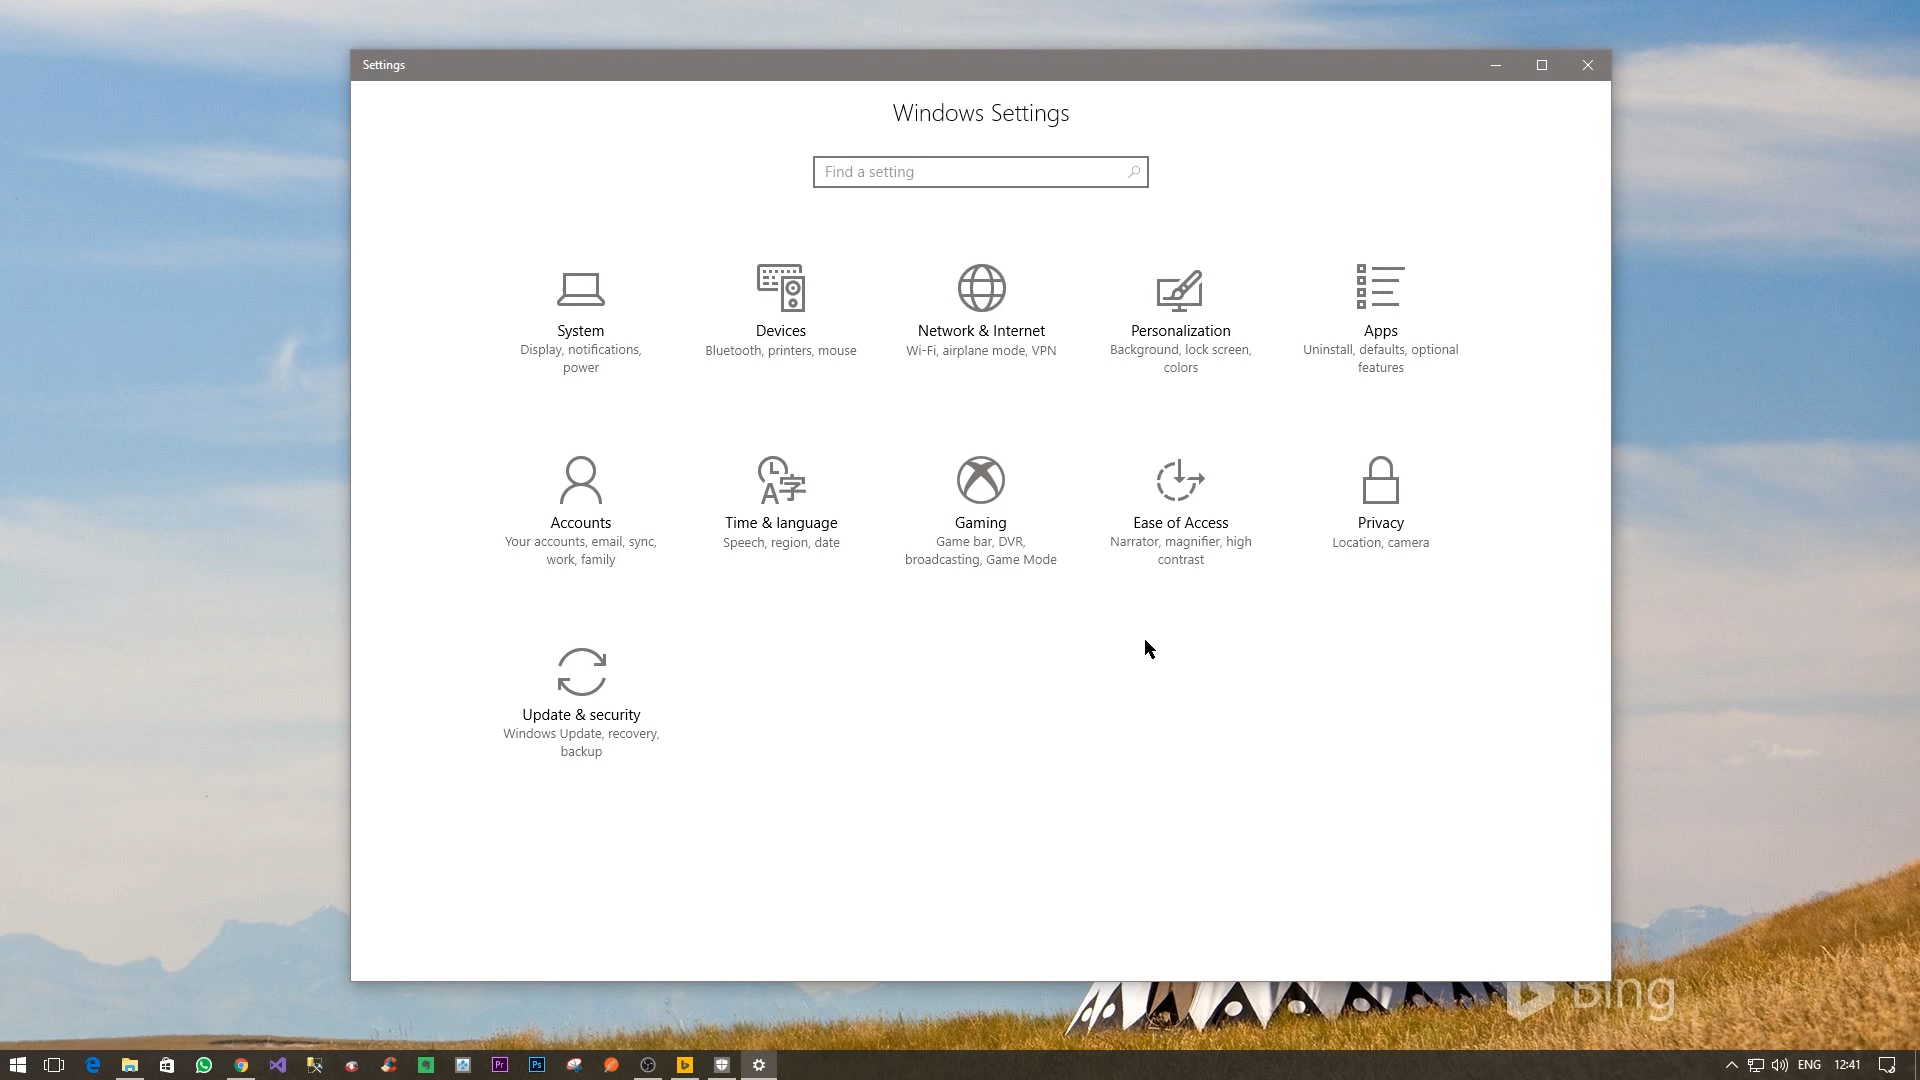 Settings
Windows Settings
Find a setting
System
Display, notifications,
power
Devices
Bluetooth, printers, mouse
Network & Internet
Wi-Fi, airplane mode, VPN
Personalization
Background, lock screen,
colors
Apps
Uninstall, defaults, optional
features
Accounts
Your accounts, email, sync,
work, family
Time & language
Speech, region, date
Gaming
Game bar, DVR,
broadcasting, Game Mode
Ease of Access
Narrator, magnifier, high
contrast
Privacy
Location, camera
Update & security
Windows Update, recovery,
backup
Bing
Pr
Ps
ENG
12:41